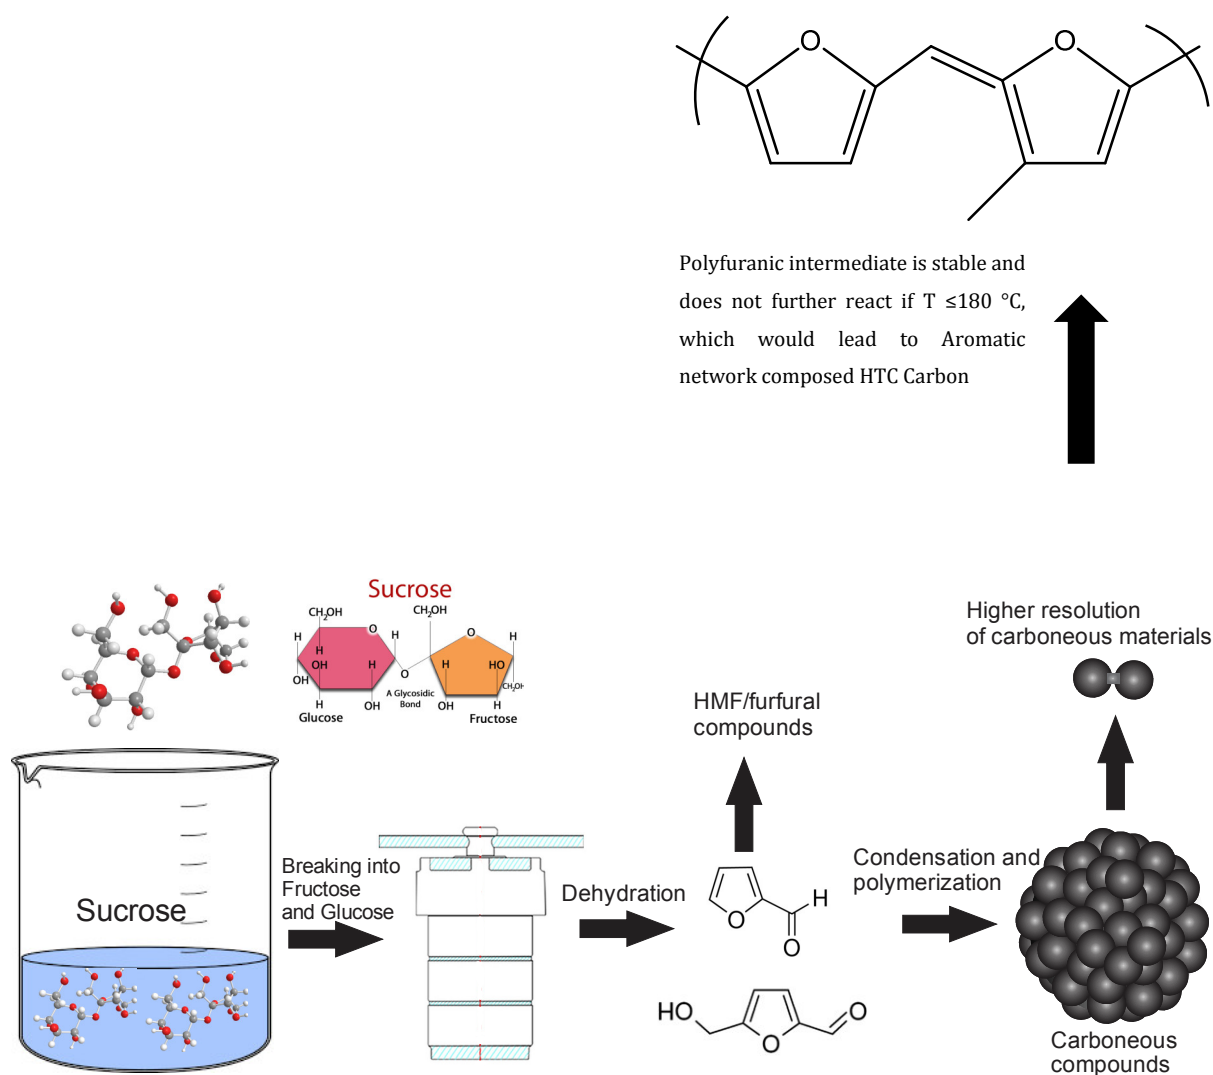 O O
Polyfuranic intermediate is stable and
does not further react if T ≤180 °C,
which would lead to Aromatic
network composed HTC Carbon
Sucrose
CH₂OH
O
H
H
OH
OH
H
H
OH
O
A Glycosidic
Bond
Glucose
CH₂OH
O
H
H
HO
CH₂OH
OH
H
Fructose
Higher resolution
of carboneous materials
HMF/furfural
compounds
Sucrose
Breaking into
Fructose
and Glucose
Dehydration
O
H
O
HO
O
O
Condensation and
polymerization
Carboneous
compounds